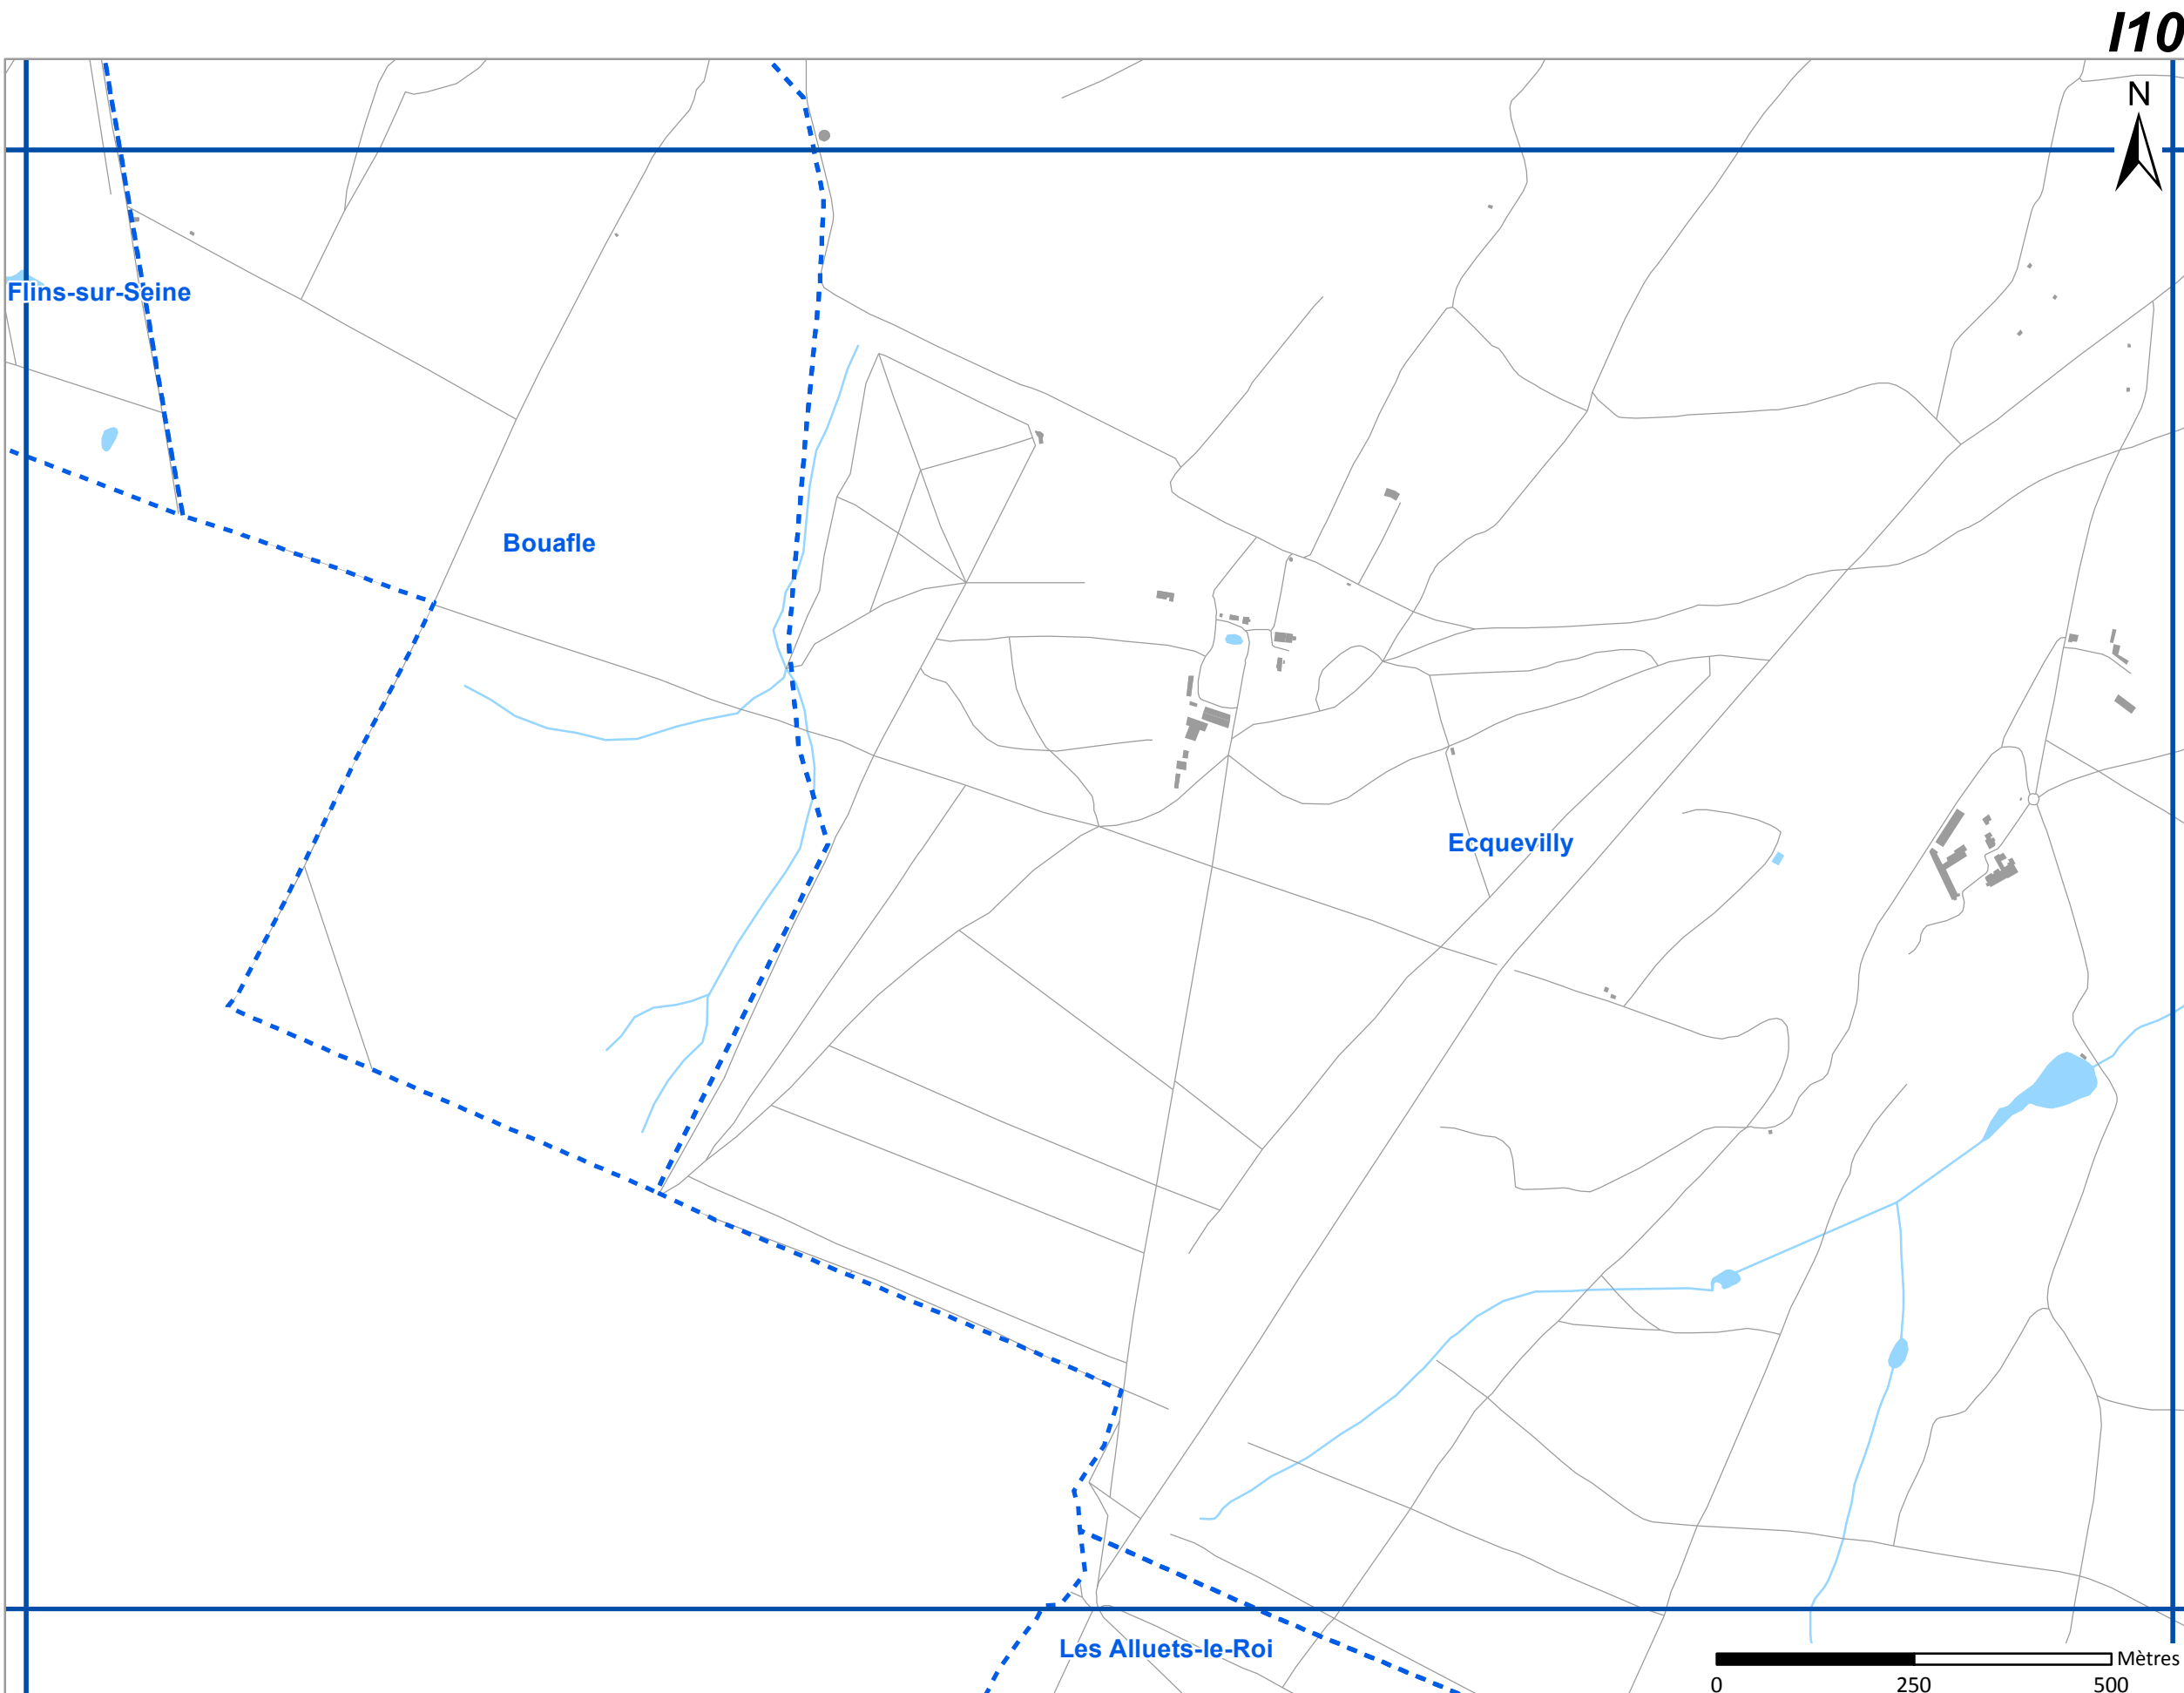 I10
N
Flins-sur-Seine
Bouafle
Ecquevilly
Les Alluets-le-Roi
Mètres
0 250 500